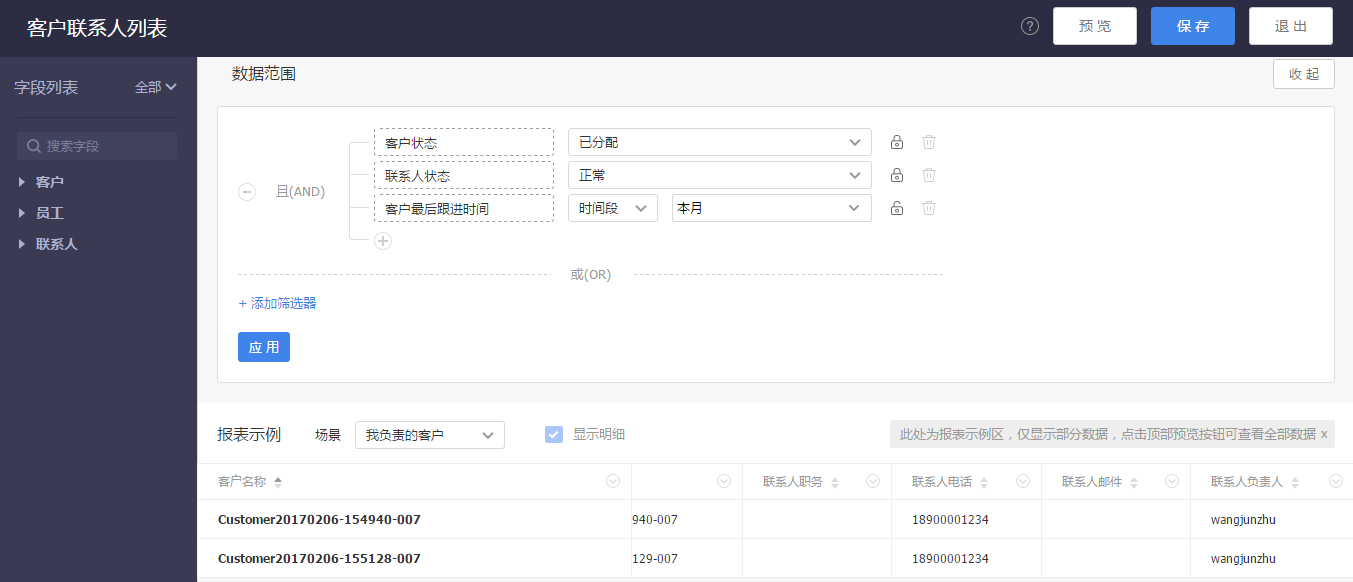 客户联系人列表
? 预 览 保 存 退 出
字段列表 全部
搜索字段
客户
员工
联系人
数据范围 收 起
且(AND)
客户状态 已分配
联系人状态 正常
客户最后跟进时间 时间段 本月
或(OR)
+ 添加筛选器
应 用
报表示例 场景 我负责的客户 显示明细 此处为报表示例区，仅显示部分数据，点击顶部预览按钮可查看全部数据 x
客户名称 联系人职务 联系人电话 联系人邮件 联系人负责人
Customer20170206-154940-007 940-007 18900001234 wangjunzhu
Customer20170206-155128-007 129-007 18900001234 wangjunzhu